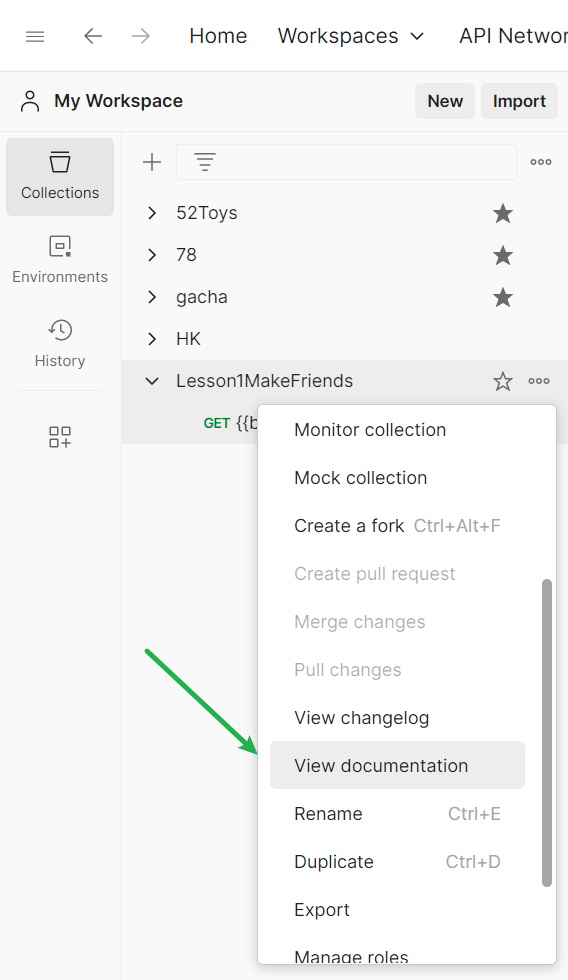 Home Workspaces API Networ
My Workspace New Import
Collections
Environments
History
52Toys
78
gacha
HK
Lesson1MakeFriends
GET {{b
Monitor collection
Mock collection
Create a fork Ctrl+Alt+F
Create pull request
Merge changes
Pull changes
View changelog
View documentation
Rename Ctrl+E
Duplicate Ctrl+D
Export
Manage roles